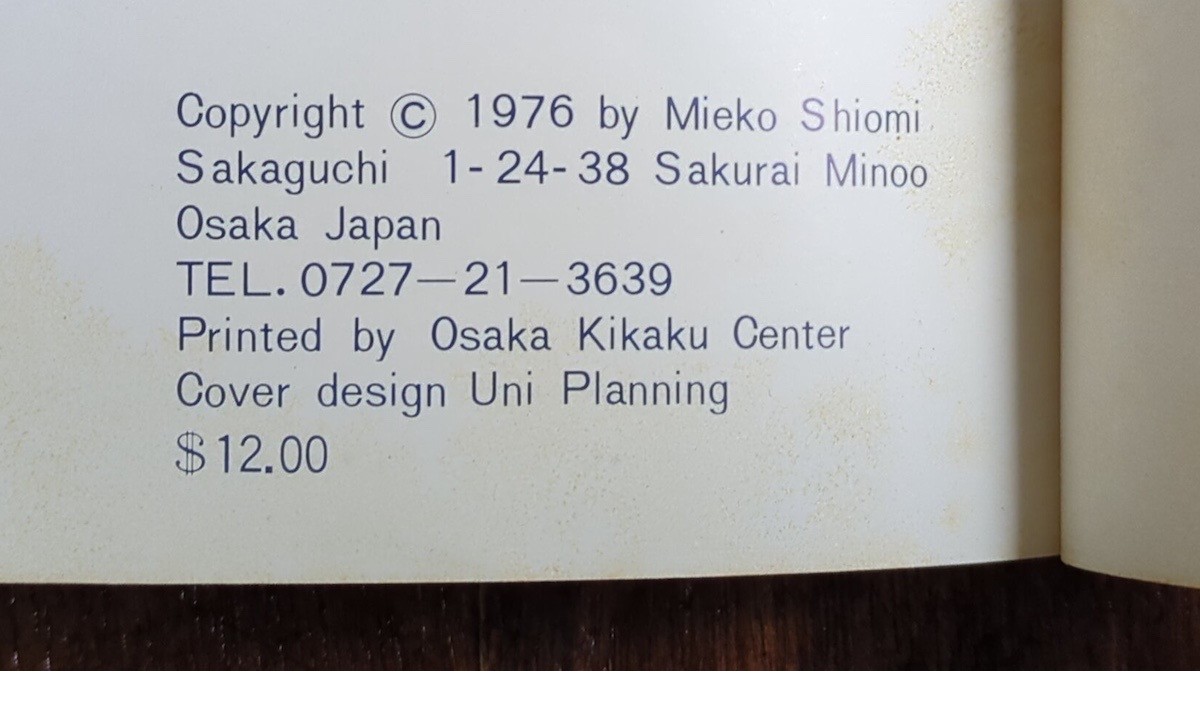 Copyright © 1976 by Mieko Shiomi
Sakaguchi 1-24-38 Sakurai Minoo
Osaka Japan
TEL. 0727—21—3639
Printed by Osaka Kikaku Center
Cover design Uni Planning
$12.00